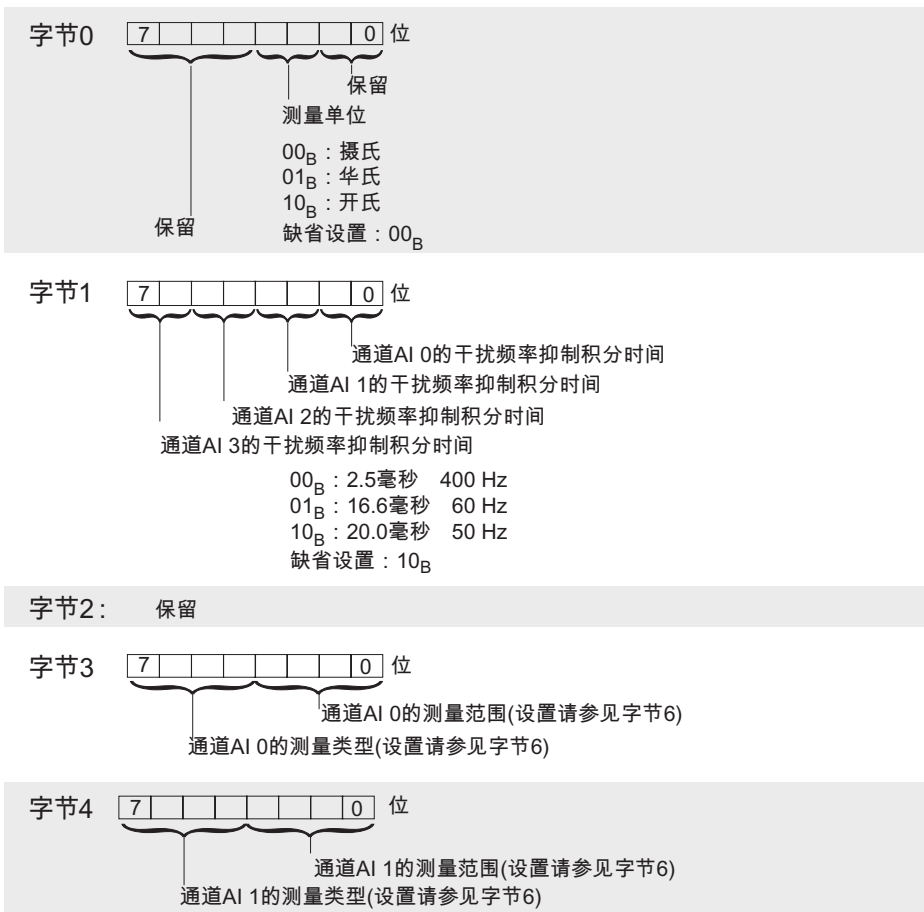 字节0 7 0 位
保留
测量单位
00B：摄氏
01B：华氏
10B：开氏
保留
缺省设置：00B
字节1 7 0 位
通道AI 0的干扰频率抑制积分时间
通道AI 1的干扰频率抑制积分时间
通道AI 2的干扰频率抑制积分时间
通道AI 3的干扰频率抑制积分时间
00B：2.5毫秒 400 Hz
01B：16.6毫秒 60 Hz
10B：20.0毫秒 50 Hz
缺省设置：10B
字节2： 保留
字节3 7 0 位
通道AI 0的测量范围(设置请参见字节6)
通道AI 0的测量类型(设置请参见字节6)
字节4 7 0 位
通道AI 1的测量范围(设置请参见字节6)
通道AI 1的测量类型(设置请参见字节6)